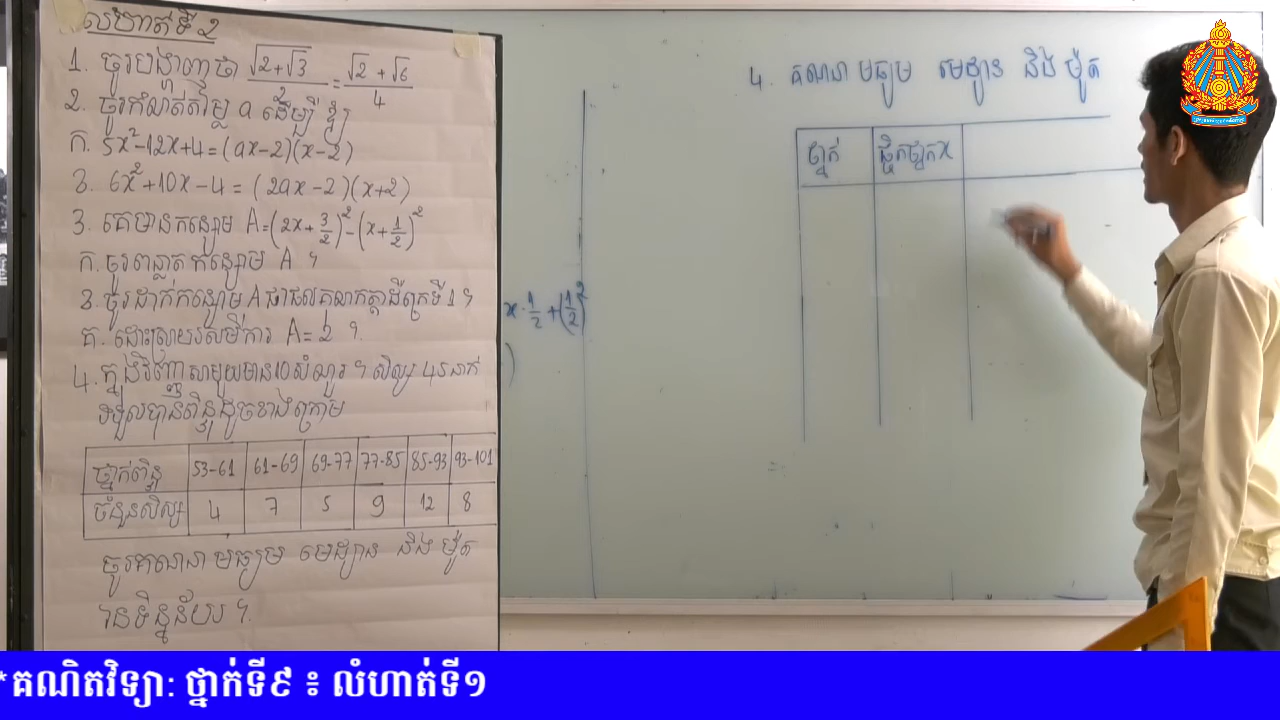 លំហាត់ទី២
1. ចូរបង្ហាញថា √(2+√3)/2 = (√2+√6)/4
2. ចូរកំណត់តម្លៃ a ដើម្បីឱ្យ
ក. 5x²-12x+4=(ax-2)(x-2)
ខ. 6x²+10x-4=(2ax-2)(x+2)
3. គេមានកន្សោម A=(2x+3/2)²-(x+1/2)²
ក. ចូរពន្លាតកន្សោម A ។
ខ. ចូរដាក់កន្សោម A ជាផលគុណកត្តាដឺក្រេទី 1 ។
គ. ដោះស្រាយសមីការ A=2 ។
4. ក្នុងវិញ្ញាសាមួយមាន 10 សំណួរ ។ សិស្ស 45 នាក់
ទទួលបានពិន្ទុដូចខាងក្រោម
ថ្នាក់ពិន្ទុ 53-61 61-69 69-77 77-85 85-93 93-101
ចំនួនសិស្ស 4 7 5 9 12 8
ចូរគណនា មធ្យម មេដ្យាន និង ម៉ូត
នៃទិន្នន័យ ។
x·1/2+(1/2)²
)
4. គណនា មធ្យម មេដ្យាន និង ម៉ូត
ថ្នាក់ ផ្ចិតថ្នាក់ x
*គណិតវិទ្យា: ថ្នាក់ទី៩ ៖ លំហាត់ទី១